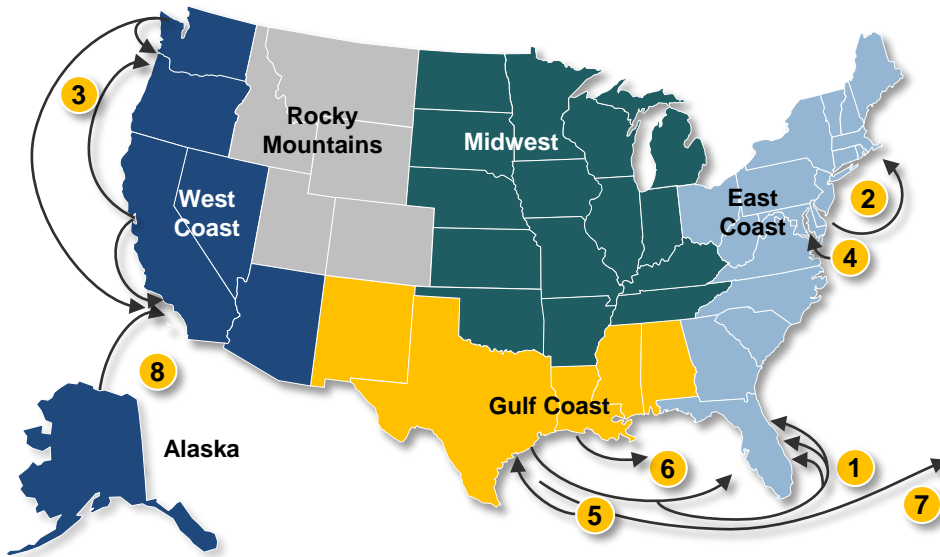 3
Rocky
Mountains
Midwest
West
Coast
East
Coast
2
4
8
Gulf Coast
Alaska
6
1
5
7